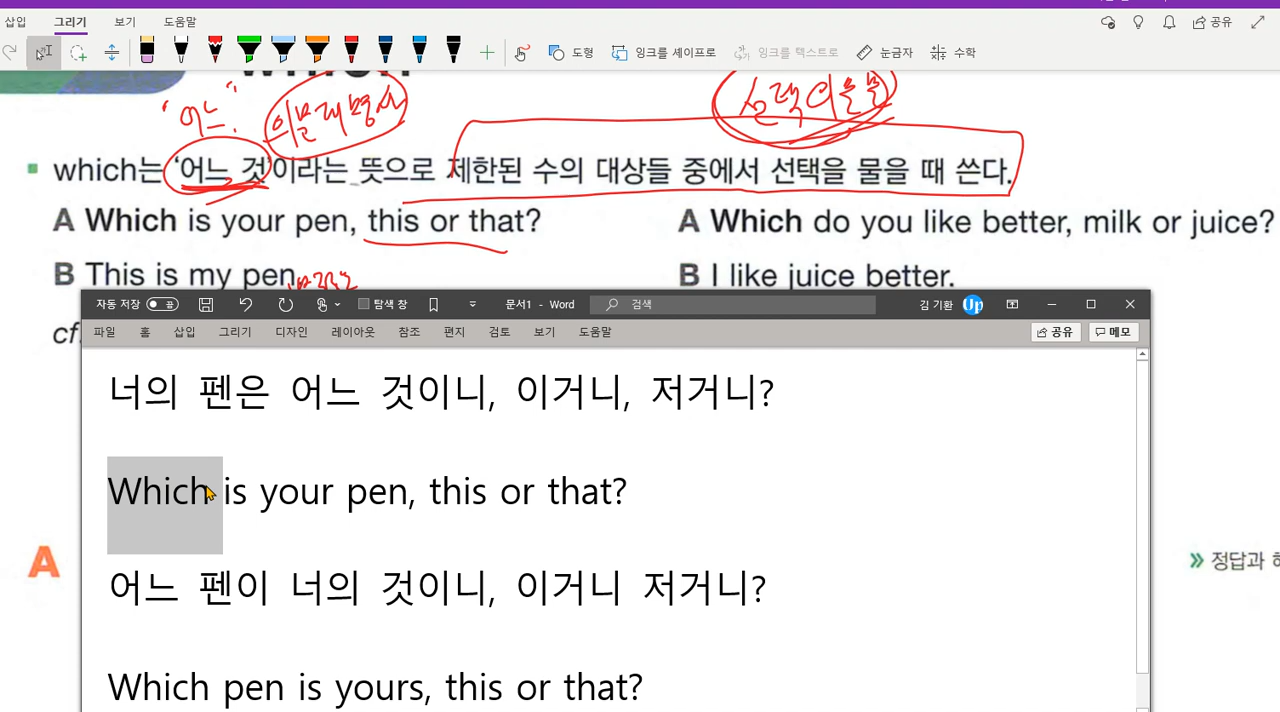 삽입 그리기 보기 도움말 공유
도형 잉크를 셰이프로 잉크를 텍스트로 눈금자 수학
"어느" 의문대명사
which는 '어느 것'이라는 뜻으로 제한된 수의 대상들 중에서 선택을 물을 때 쓴다.
A Which is your pen, this or that? A Which do you like better, milk or juice?
B This is my pen. B I like juice better.
cf.
자동 저장 탐색 창 문서1 - Word 검색 김 기환 Up
파일 홈 삽입 그리기 디자인 레이아웃 참조 편지 검토 보기 도움말 공유 메모
너의 펜은 어느 것이니, 이거니, 저거니?
Which is your pen, this or that?
어느 펜이 너의 것이니, 이거니 저거니?
A
정답과
Which pen is yours, this or that?